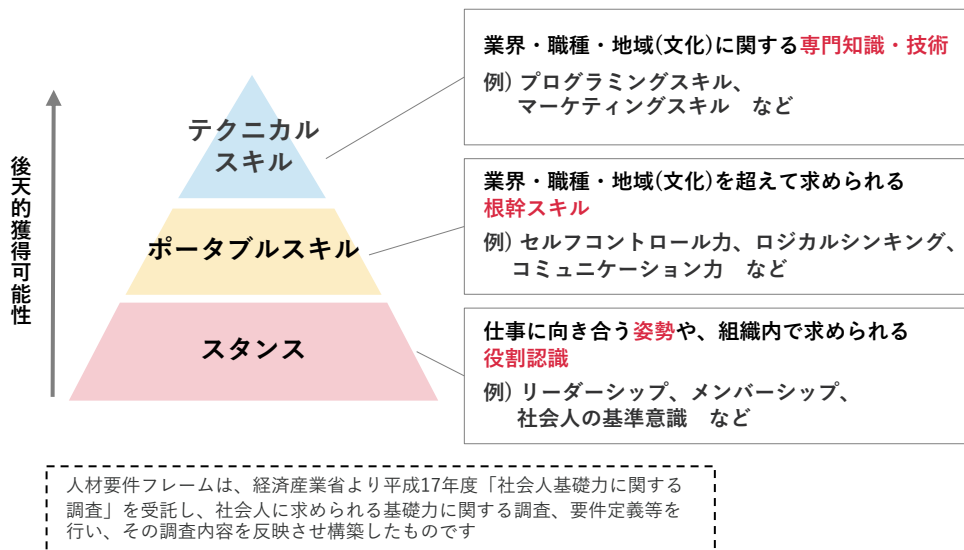 後天的獲得可能性
テクニカル
スキル
ポータブルスキル
スタンス
業界・職種・地域(文化)に関する専門知識・技術
例) プログラミングスキル、
マーケティングスキル　など
業界・職種・地域(文化)を超えて求められる
根幹スキル
例) セルフコントロール力、ロジカルシンキング、
コミュニケーション力　など
仕事に向き合う姿勢や、組織内で求められる
役割認識
例) リーダーシップ、メンバーシップ、
社会人の基準意識　など
人材要件フレームは、経済産業省より平成17年度「社会人基礎力に関する
調査」を受託し、社会人に求められる基礎力に関する調査、要件定義等を
行い、その調査内容を反映させ構築したものです